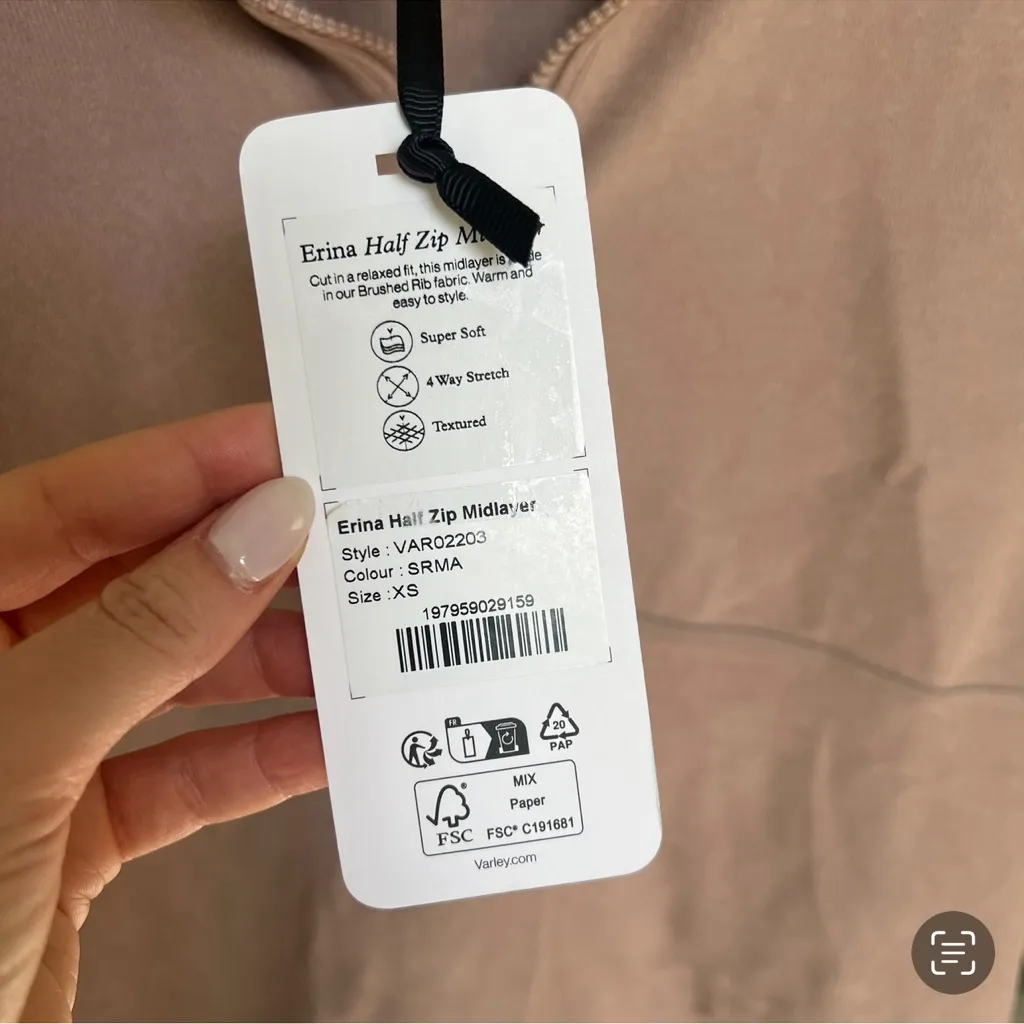 Erina Half Zip
Cut in a relaxed fit, this midlayer is
in our Brushed Rib fabric. Warm and
easy to style.
Super Soft
4 Way Stretch
Textured
Erina Half Zip Midlayer
Style : VAR02203
Colour : SRMA
Size :XS
197959029159
FR
20
PAP
MIX
Paper
FSC® C191681
FSC®
Varley.com